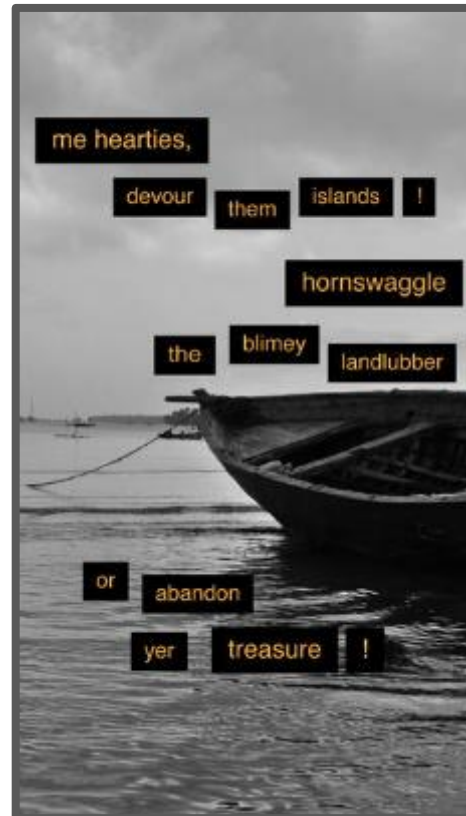 me hearties,
devour them islands !
hornswaggle
the blimey landlubber
or abandon
yer treasure !